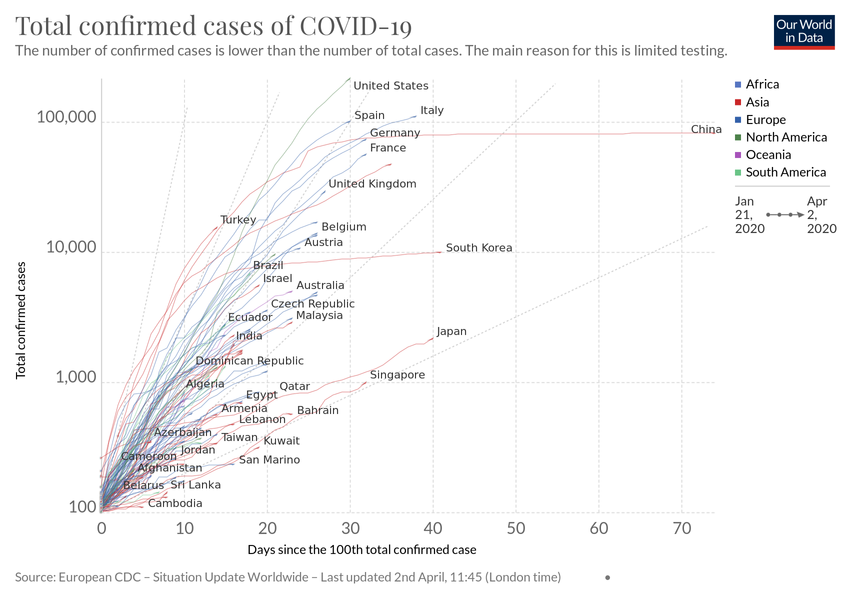 Total confirmed cases of COVID-19
The number of confirmed cases is lower than the number of total cases. The main reason for this is limited testing.
Our World
in Data
Total confirmed cases
100,000
10,000
1,000
100
United States
Spain
Italy
Germany
China
France
United Kingdom
Turkey
Belgium
Austria
South Korea
Brazil
Israel
Australia
Czech Republic
Ecuador
Malaysia
India
Japan
Dominican Republic
Singapore
Algeria
Qatar
Egypt
Armenia
Bahrain
Lebanon
Azerbaijan
Taiwan
Kuwait
Jordan
Cameroon
San Marino
Afghanistan
Belarus
Sri Lanka
Cambodia
0
10
20
30
40
50
60
70
Days since the 100th total confirmed case
Africa
Asia
Europe
North America
Oceania
South America
Jan
21,
2020
Apr
2,
2020
Source: European CDC – Situation Update Worldwide – Last updated 2nd April, 11:45 (London time)